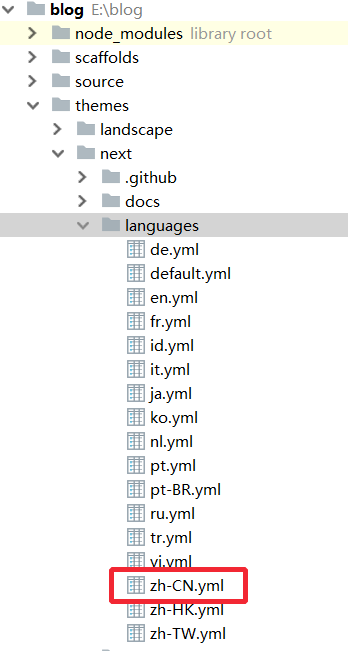 blog E:\blog
node_modules library root
scaffolds
source
themes
landscape
next
.github
docs
languages
de.yml
default.yml
en.yml
fr.yml
id.yml
it.yml
ja.yml
ko.yml
nl.yml
pt.yml
pt-BR.yml
ru.yml
tr.yml
vi.yml
zh-CN.yml
zh-HK.yml
zh-TW.yml